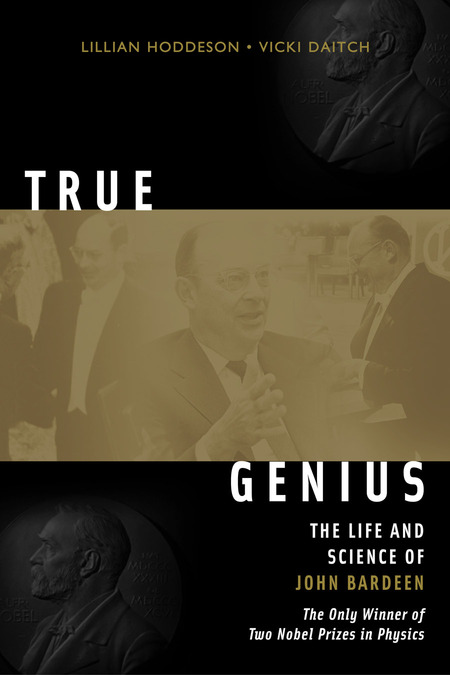 LILLIAN HODDESON • VICKI DAITCH
TRUE
GENIUS
THE LIFE AND
SCIENCE OF
JOHN BARDEEN
The Only Winner of
Two Nobel Prizes in Physics